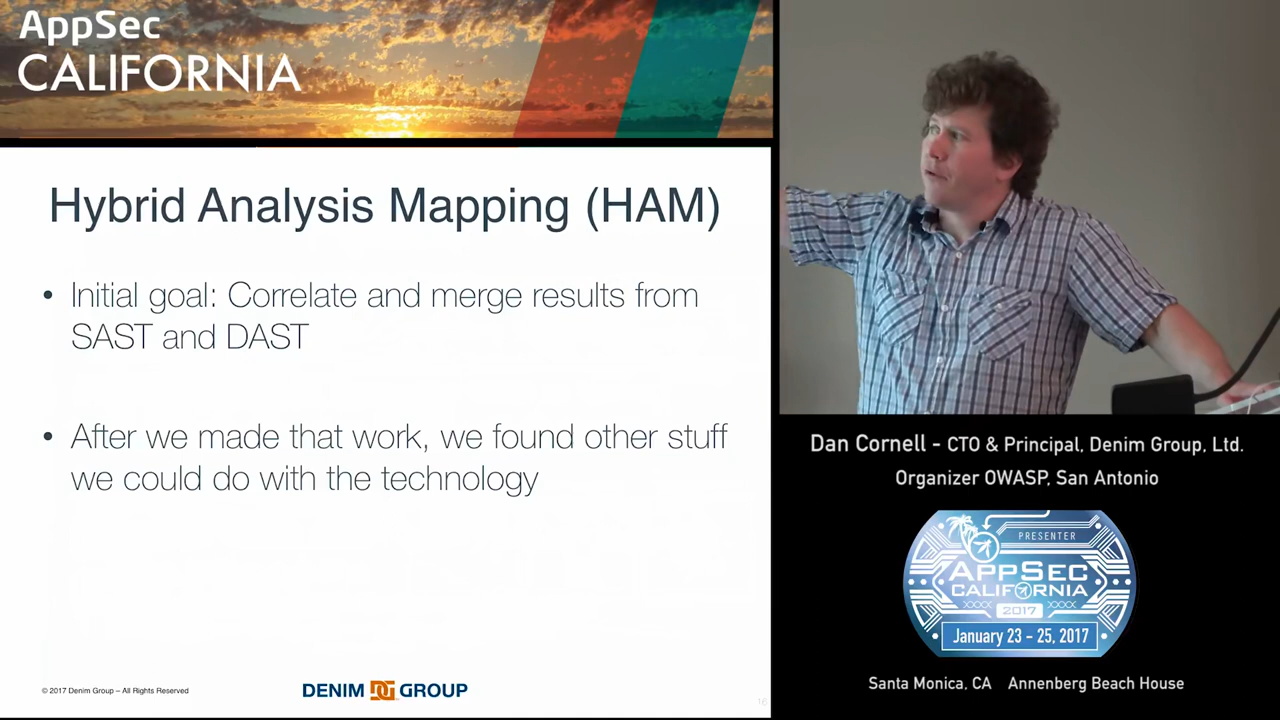 AppSec
CALIFORNIA
Hybrid Analysis Mapping (HAM)
• Initial goal: Correlate and merge results from
SAST and DAST
• After we made that work, we found other stuff
we could do with the technology
© 2017 Denim Group – All Rights Reserved
DENIM DG GROUP
16
Dan Cornell - CTO & Principal, Denim Group, Ltd.
Organizer OWASP, San Antonio
PRESENTER
APPSEC
CALIFORNIA
2017
January 23 - 25, 2017
Santa Monica, CA Annenberg Beach House